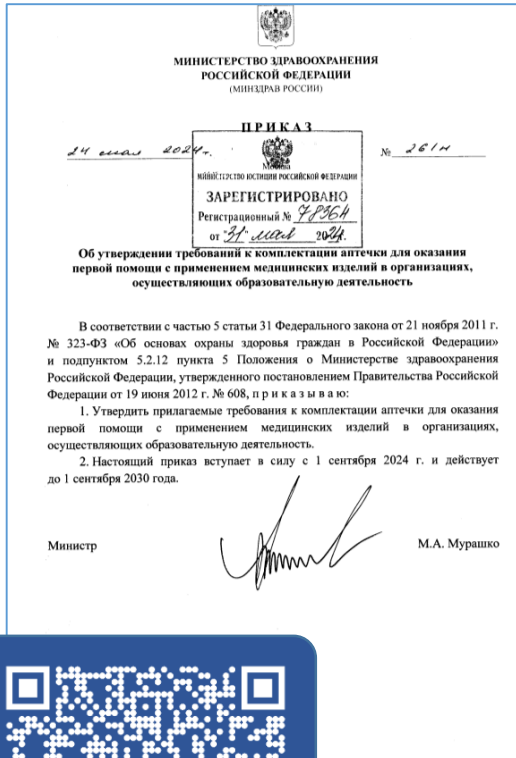 МИНИСТЕРСТВО ЗДРАВООХРАНЕНИЯ
РОССИЙСКОЙ ФЕДЕРАЦИИ
(МИНЗДРАВ РОССИИ)
ПРИКАЗ
24 мая 2024 г.
№ 261н
Москва
МИНИСТЕРСТВО ЮСТИЦИИ РОССИЙСКОЙ ФЕДЕРАЦИИ
ЗАРЕГИСТРИРОВАНО
Регистрационный № 78364
от "31" мая 2024г.
Об утверждении требований к комплектации аптечки для оказания
первой помощи с применением медицинских изделий в организациях,
осуществляющих образовательную деятельность
В соответствии с частью 5 статьи 31 Федерального закона от 21 ноября 2011 г.
№ 323-ФЗ «Об основах охраны здоровья граждан в Российской Федерации»
и подпунктом 5.2.12 пункта 5 Положения о Министерстве здравоохранения
Российской Федерации, утвержденного постановлением Правительства Российской
Федерации от 19 июня 2012 г. № 608, п р и к а з ы в а ю:
1. Утвердить прилагаемые требования к комплектации аптечки для оказания
первой помощи с применением медицинских изделий в организациях,
осуществляющих образовательную деятельность.
2. Настоящий приказ вступает в силу с 1 сентября 2024 г. и действует
до 1 сентября 2030 года.
Министр
М.А. Мурашко